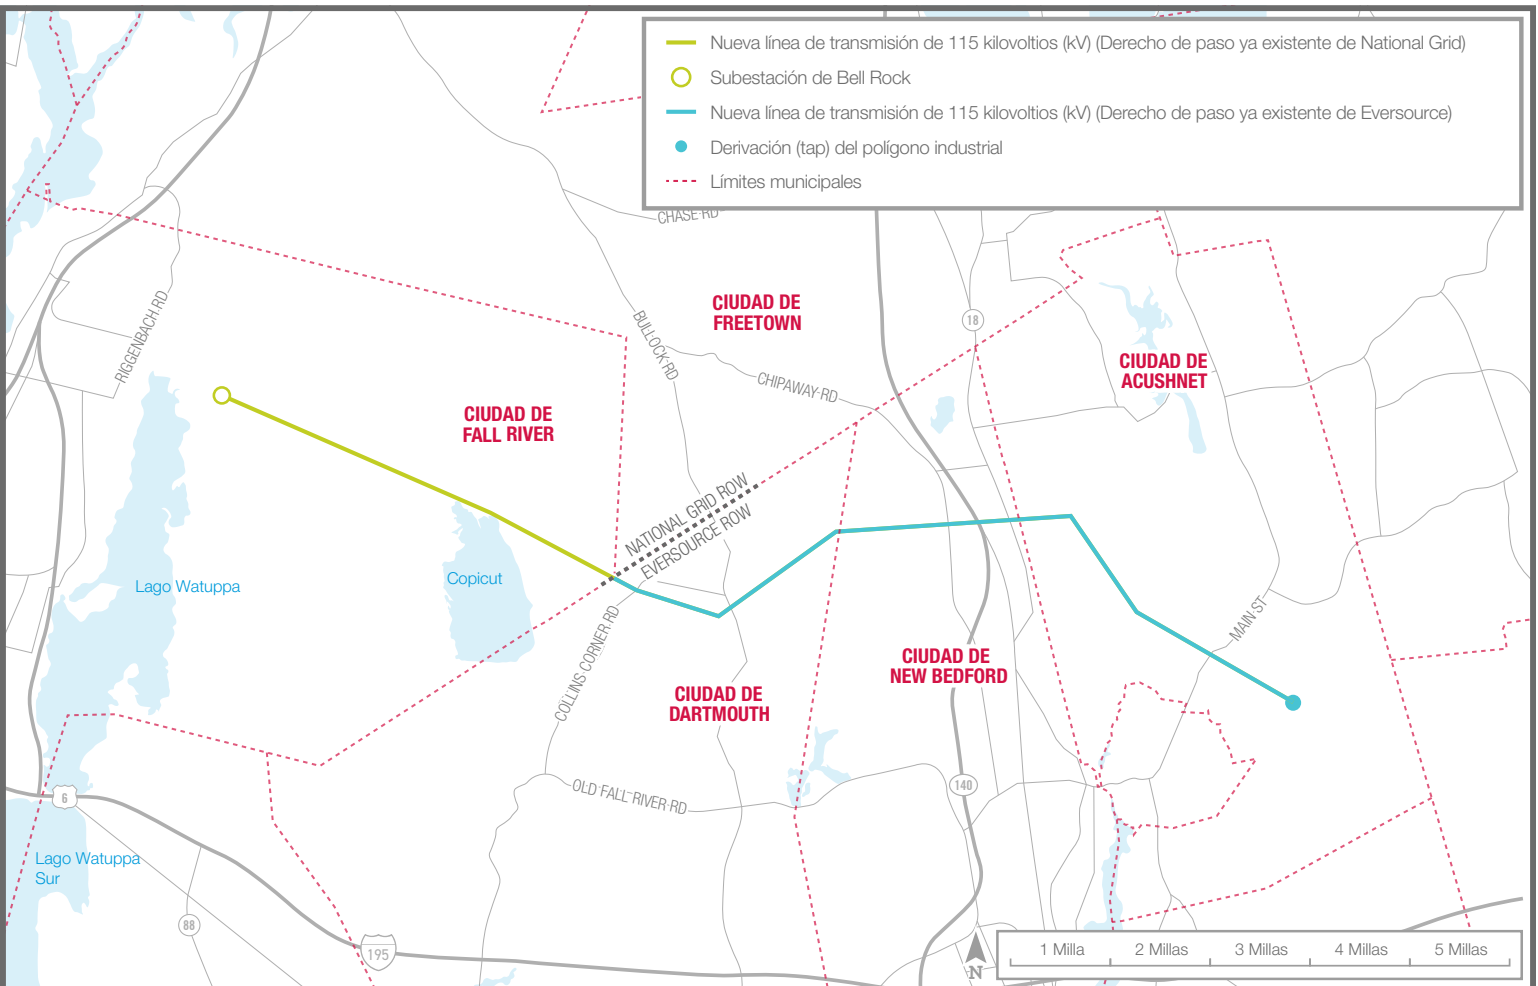 Nueva línea de transmisión de 115 kilovoltios (kV) (Derecho de paso ya existente de National Grid)
Subestación de Bell Rock
Nueva línea de transmisión de 115 kilovoltios (kV) (Derecho de paso ya existente de Eversource)
Derivación (tap) del polígono industrial
Límites municipales
CHASE RD
RIGGENBACH RD
BULLOCK RD
CIUDAD DE
FREETOWN
18
CIUDAD DE
ACUSHNET
CHIPAWAY RD
CIUDAD DE
FALL RIVER
NATIONAL GRID ROW
EVERSOURCE ROW
Lago Watuppa
Copicut
COLLINS CORNER RD
MAIN ST
CIUDAD DE
NEW BEDFORD
CIUDAD DE
DARTMOUTH
OLD FALL RIVER RD
140
6
Lago Watuppa
Sur
88
195
N
1 Milla
2 Millas
3 Millas
4 Millas
5 Millas